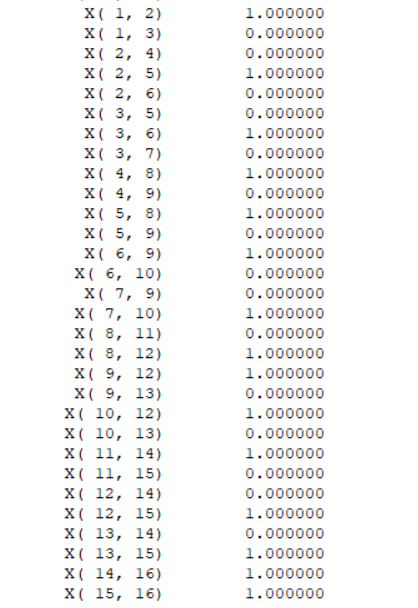 X( 1, 2) 1.000000
X( 1, 3) 0.000000
X( 2, 4) 0.000000
X( 2, 5) 1.000000
X( 2, 6) 0.000000
X( 3, 5) 0.000000
X( 3, 6) 1.000000
X( 3, 7) 0.000000
X( 4, 8) 1.000000
X( 4, 9) 0.000000
X( 5, 8) 1.000000
X( 5, 9) 0.000000
X( 6, 9) 1.000000
X( 6, 10) 0.000000
X( 7, 9) 0.000000
X( 7, 10) 1.000000
X( 8, 11) 0.000000
X( 8, 12) 1.000000
X( 9, 12) 1.000000
X( 9, 13) 0.000000
X( 10, 12) 1.000000
X( 10, 13) 0.000000
X( 11, 14) 1.000000
X( 11, 15) 0.000000
X( 12, 14) 0.000000
X( 12, 15) 1.000000
X( 13, 14) 0.000000
X( 13, 15) 1.000000
X( 14, 16) 1.000000
X( 15, 16) 1.000000